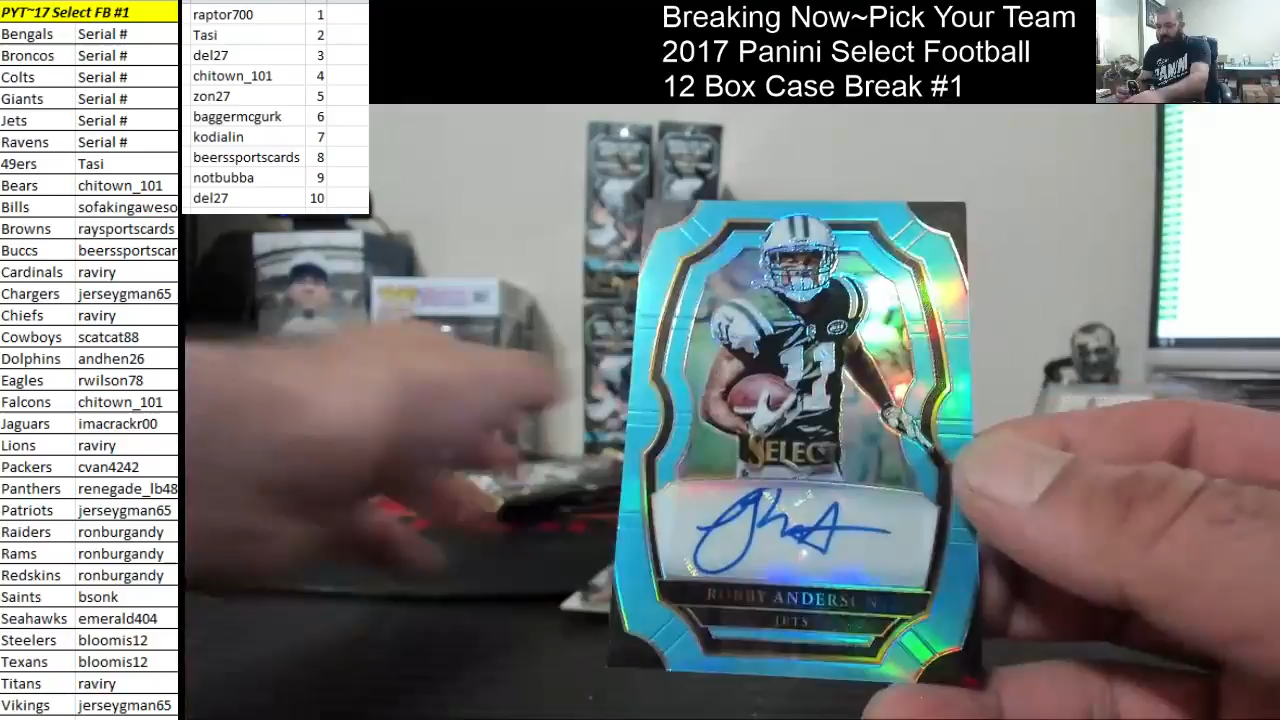 PYT~17 Select FB #1
Bengals Serial #
Broncos Serial #
Colts Serial #
Giants Serial #
Jets Serial #
Ravens Serial #
49ers Tasi
Bears chitown_101
Bills sofakingaweso
Browns raysportscards
Buccs beerssportscar
Cardinals raviry
Chargers jerseygman65
Chiefs raviry
Cowboys scatcat88
Dolphins andhen26
Eagles rwilson78
Falcons chitown_101
Jaguars imacrackr00
Lions raviry
Packers cvan4242
Panthers renegade_lb48
Patriots jerseygman65
Raiders ronburgandy
Rams ronburgandy
Redskins ronburgandy
Saints bsonk
Seahawks emerald404
Steelers bloomis12
Texans bloomis12
Titans raviry
Vikings jerseygman65
raptor700 1
Tasi 2
del27 3
chitown_101 4
zon27 5
baggermcgurk 6
kodialin 7
beerssportscards 8
notbubba 9
del27 10
Breaking Now~Pick Your Team
2017 Panini Select Football
12 Box Case Break #1
11
SELECT
ROBBY ANDERSON
JETS